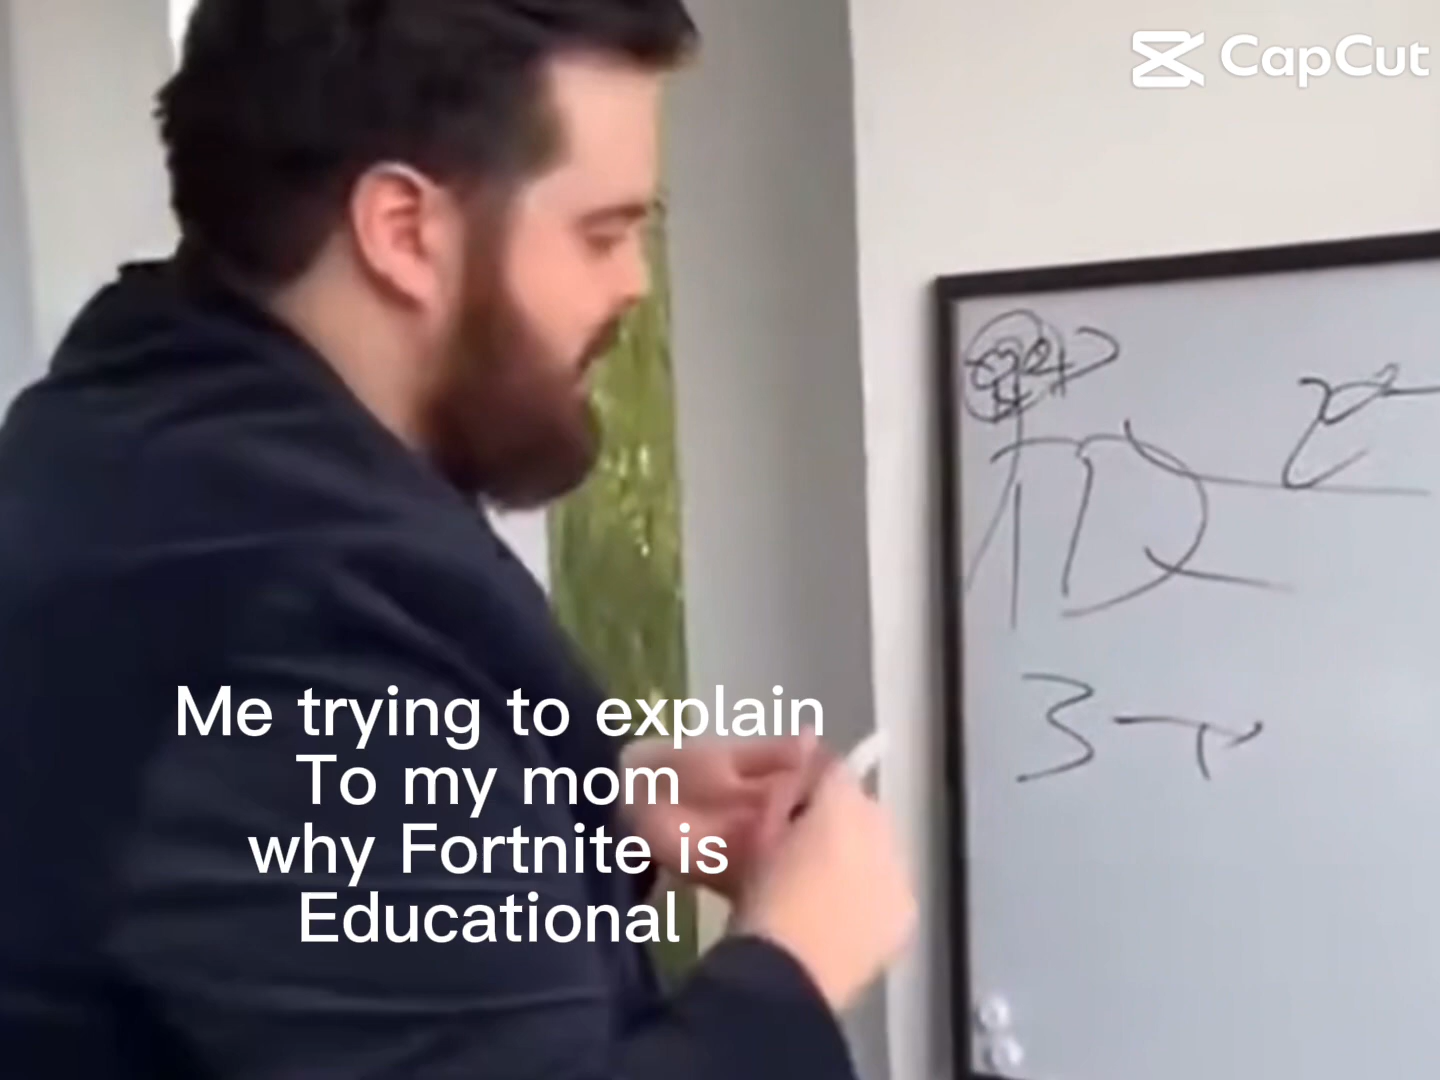 CapCut
Me trying to explain
To my mom
why Fortnite is
Educational